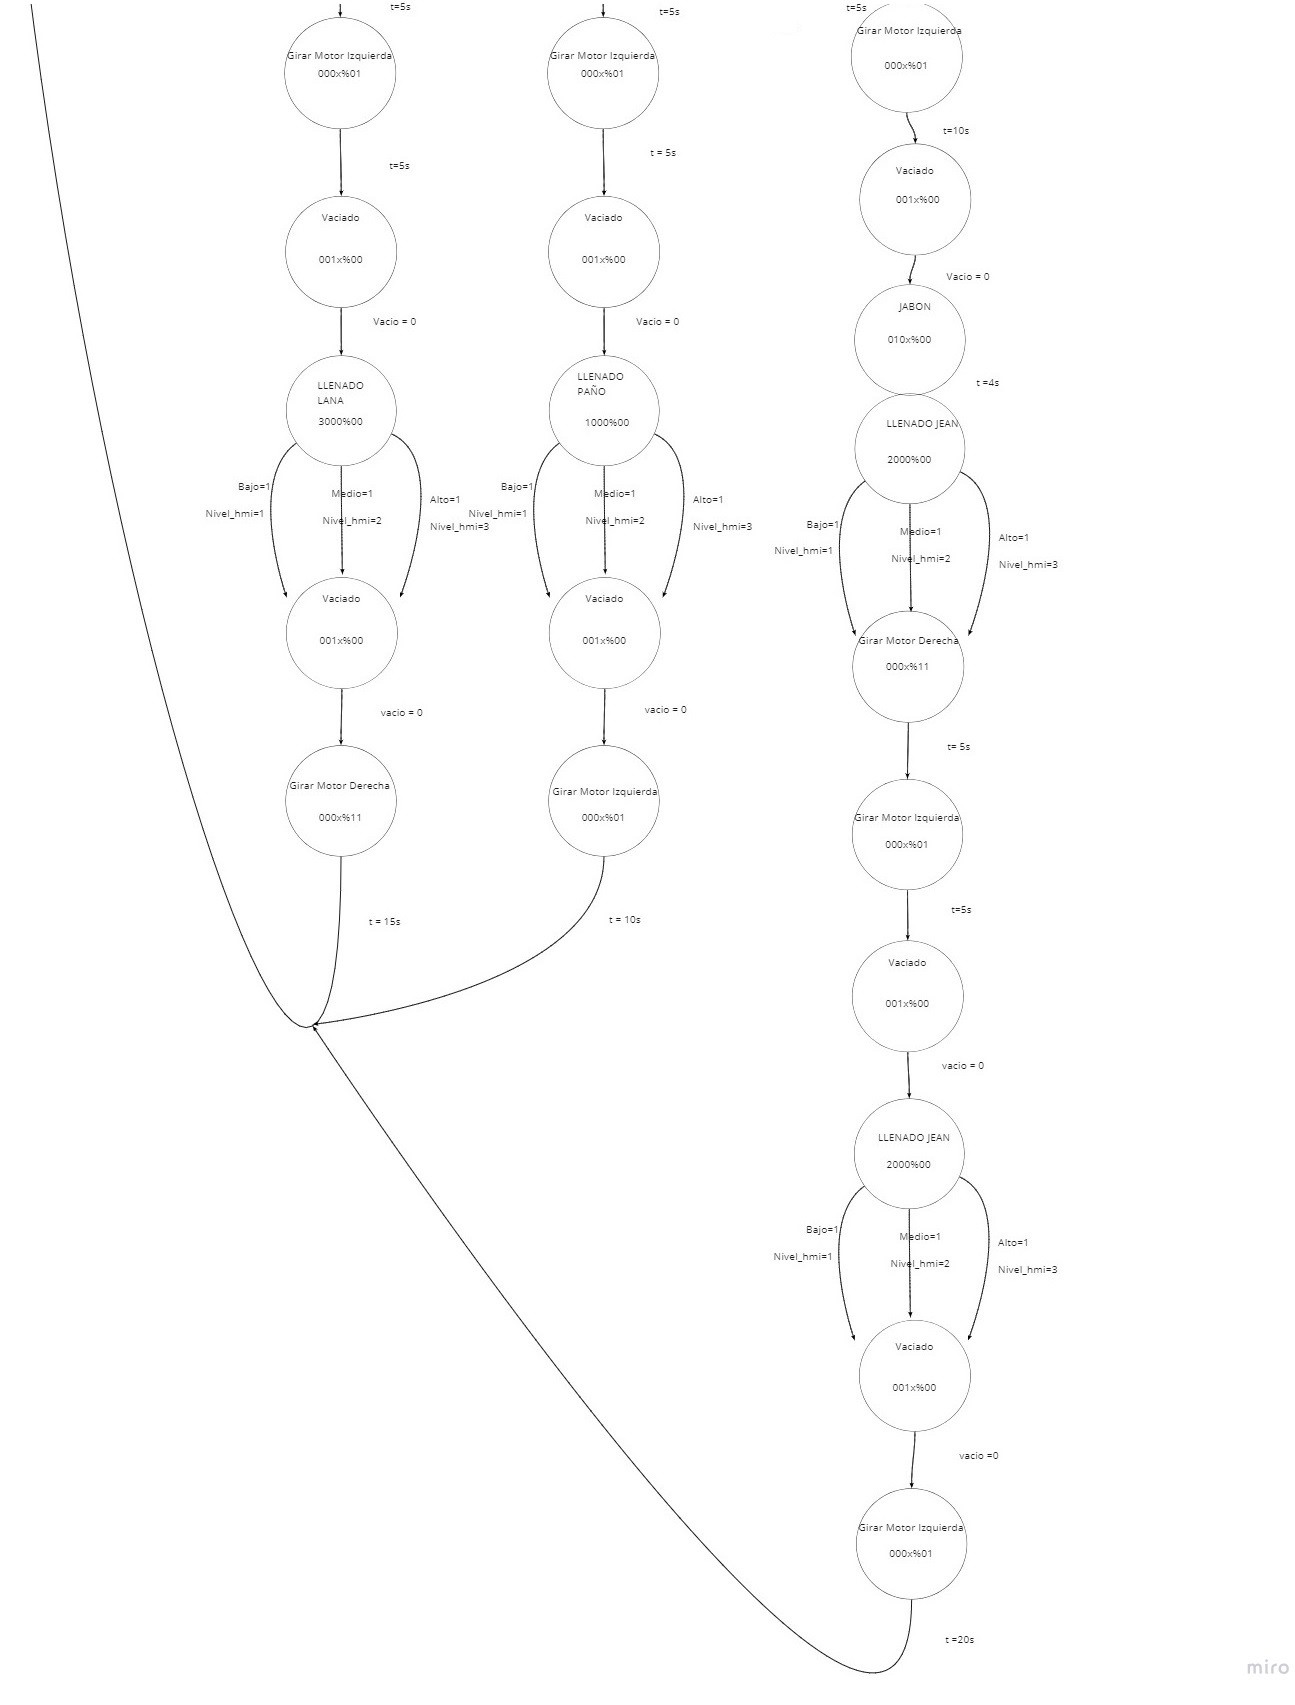 t=5s
Girar Motor Izquierda
000x%01
t=5s
Vaciado
001x%00
Vacio = 0
LLENADO
LANA
3000%00
Bajo=1
Nivel_hmi=1
Medio=1
Nivel_hmi=2
Alto=1
Nivel_hmi=3
Vaciado
001x%00
vacio = 0
Girar Motor Derecha
000x%11
t = 15s
t=5s
Girar Motor Izquierda
000x%01
t = 5s
Vaciado
001x%00
Vacio = 0
LLENADO
PAÑO
1000%00
Bajo=1
Nivel_hmi=1
Medio=1
Nivel_hmi=2
Alto=1
Nivel_hmi=3
Vaciado
001x%00
vacio = 0
Girar Motor Izquierda
000x%01
t = 10s
t=5s
Girar Motor Izquierda
000x%01
t=10s
Vaciado
001x%00
Vacio = 0
JABON
010x%00
t =4s
LLENADO JEAN
2000%00
Bajo=1
Nivel_hmi=1
Medio=1
Nivel_hmi=2
Alto=1
Nivel_hmi=3
Girar Motor Derecha
000x%11
t= 5s
Girar Motor Izquierda
000x%01
t=5s
Vaciado
001x%00
vacio = 0
LLENADO JEAN
2000%00
Bajo=1
Nivel_hmi=1
Medio=1
Nivel_hmi=2
Alto=1
Nivel_hmi=3
Vaciado
001x%00
vacio =0
Girar Motor Izquierda
000x%01
t =20s
miro